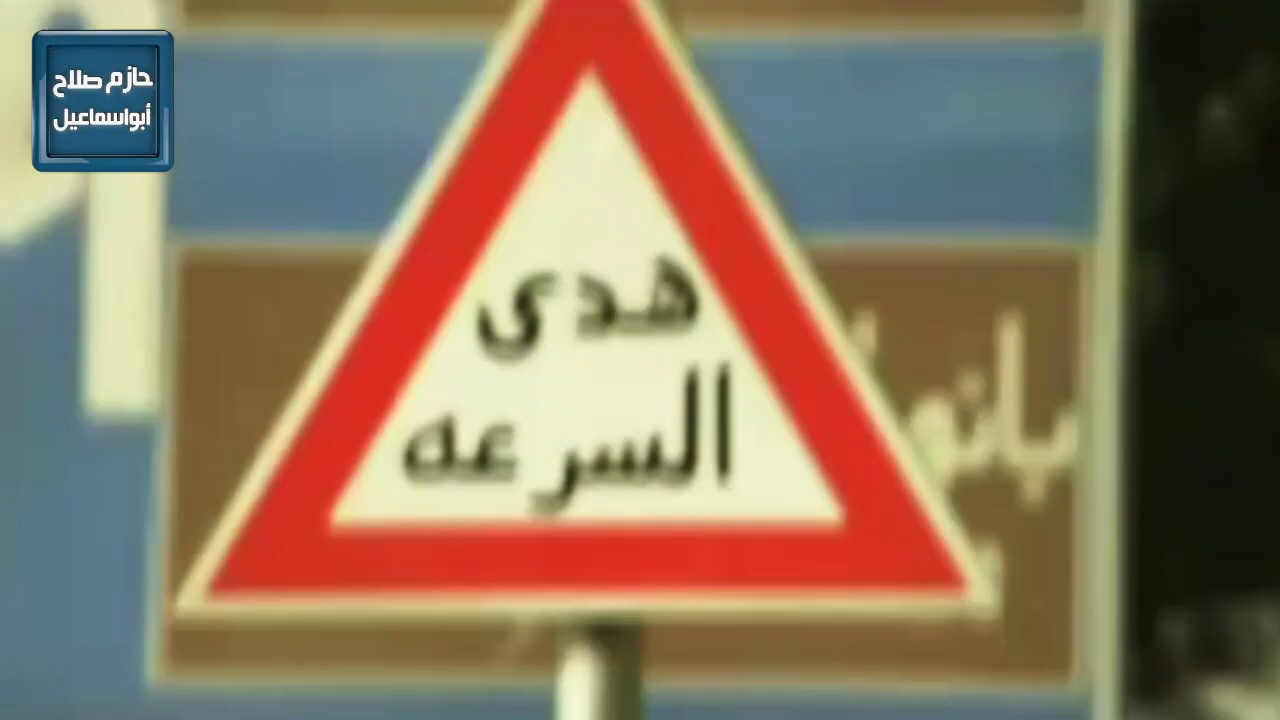 حازم صلاح
أبواسماعيل
هدى
السرعه